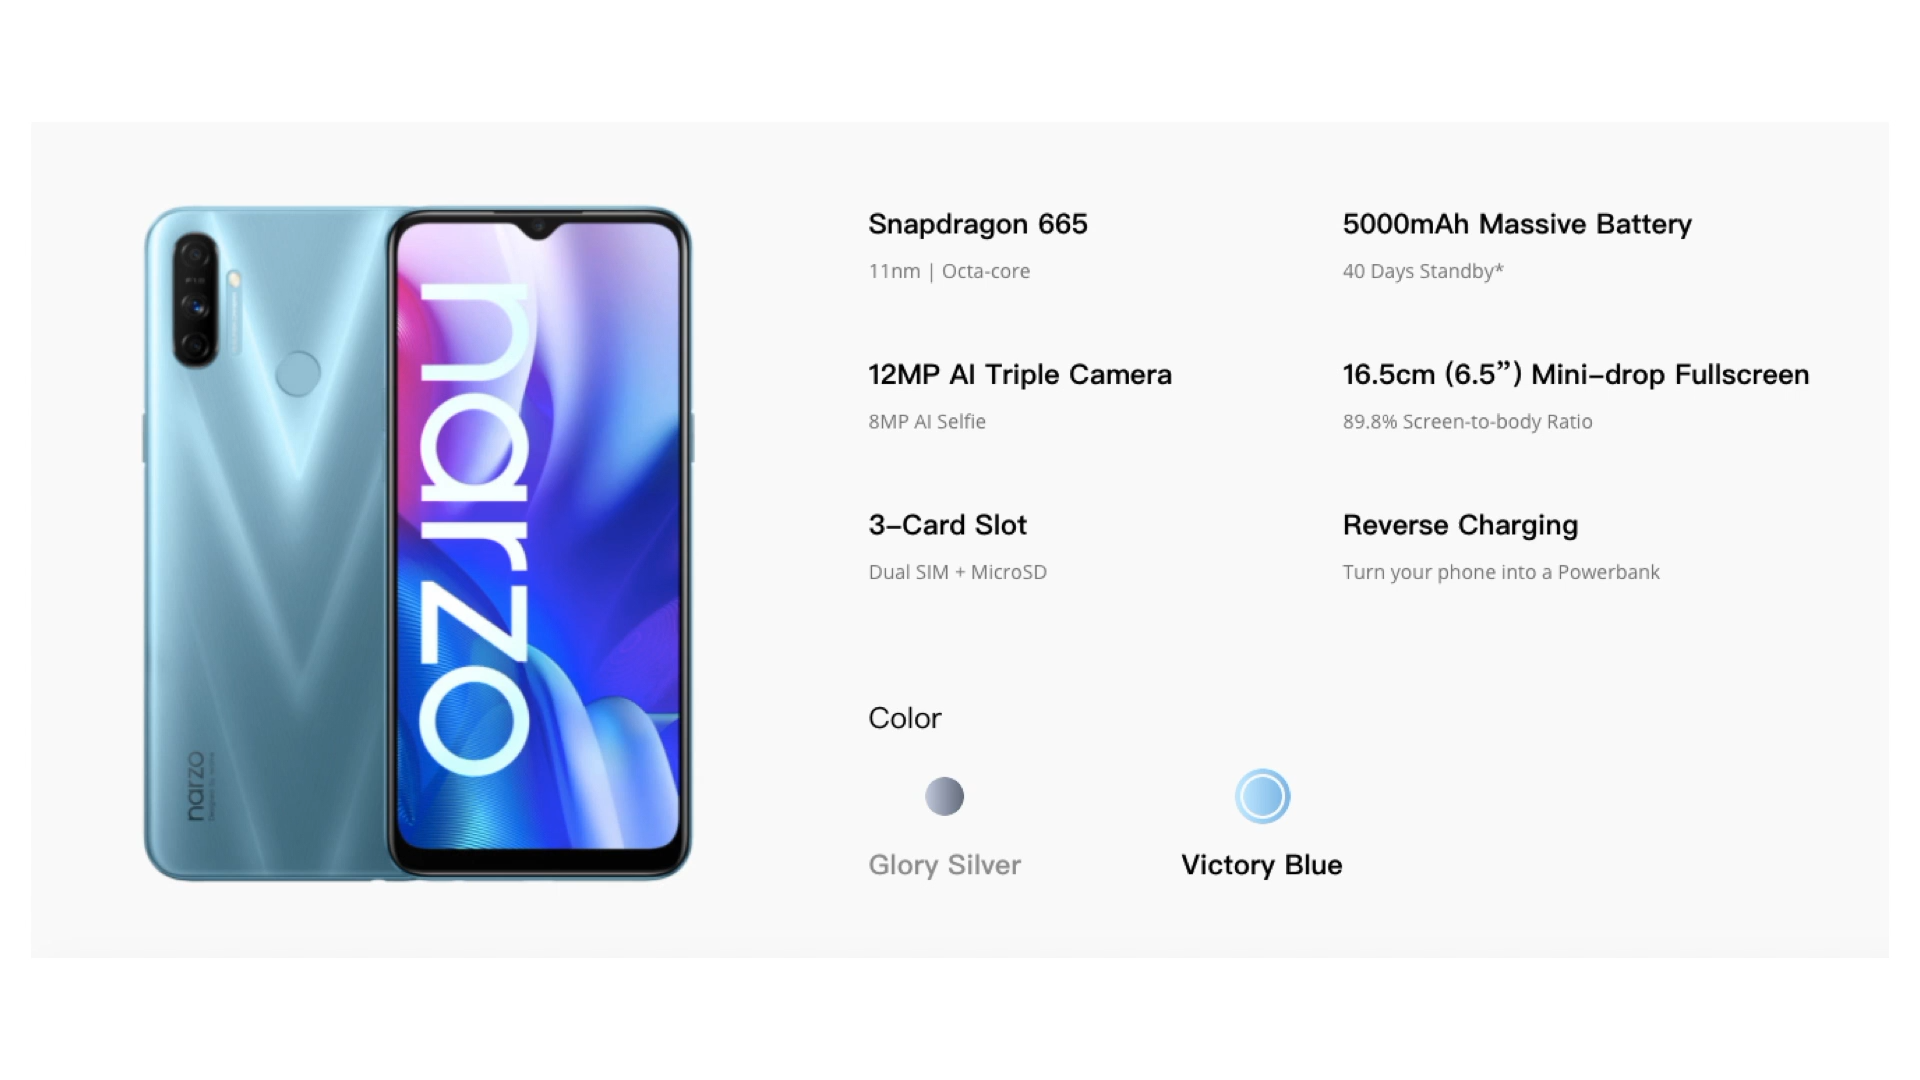 narzo
narzo
Snapdragon 665
11nm | Octa-core
5000mAh Massive Battery
40 Days Standby*
12MP AI Triple Camera
8MP AI Selfie
16.5cm (6.5”) Mini-drop Fullscreen
89.8% Screen-to-body Ratio
3-Card Slot
Dual SIM + MicroSD
Reverse Charging
Turn your phone into a Powerbank
Color
Glory Silver
Victory Blue